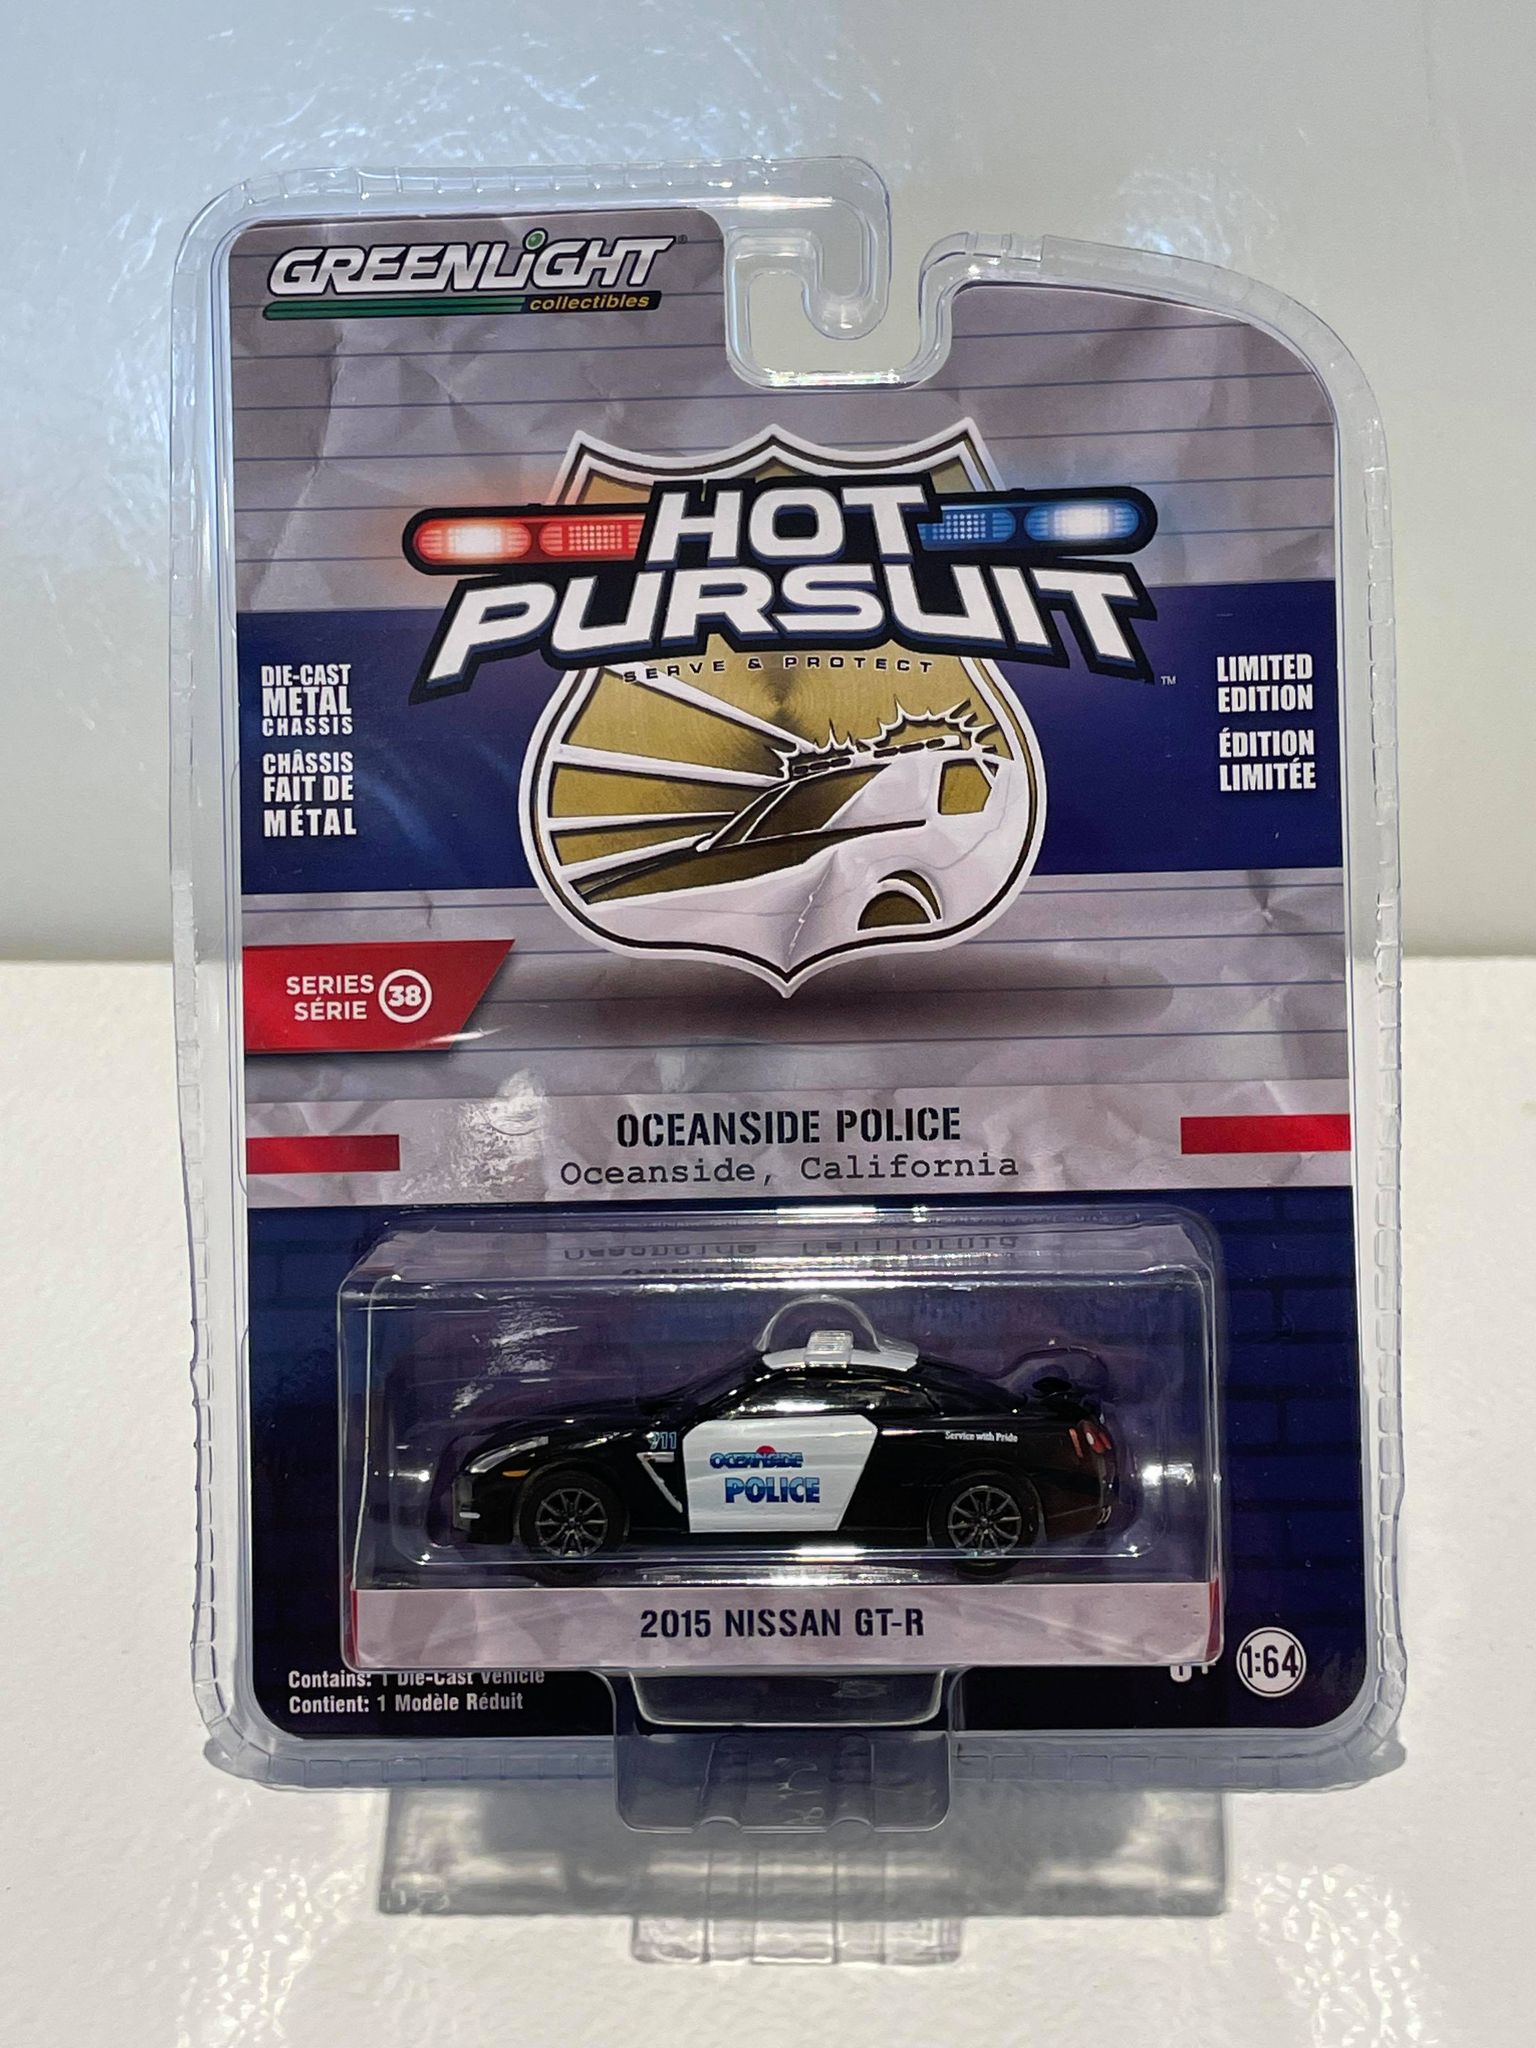 GREENLiGHT®
collectibles
HOT
PURSUIT
SERVE & PROTECT
™
DIE-CAST
METAL
CHASSIS
CHÂSSIS
FAIT DE
MÉTAL
LIMITED
EDITION
ÉDITION
LIMITÉE
SERIES
SÉRIE
38
OCEANSIDE POLICE
Oceanside, California
911
OCEANSIDE
POLICE
Service with Pride
2015 NISSAN GT-R
Contains: 1 Die-Cast Vehicle
Contient: 1 Modèle Réduit
1:64